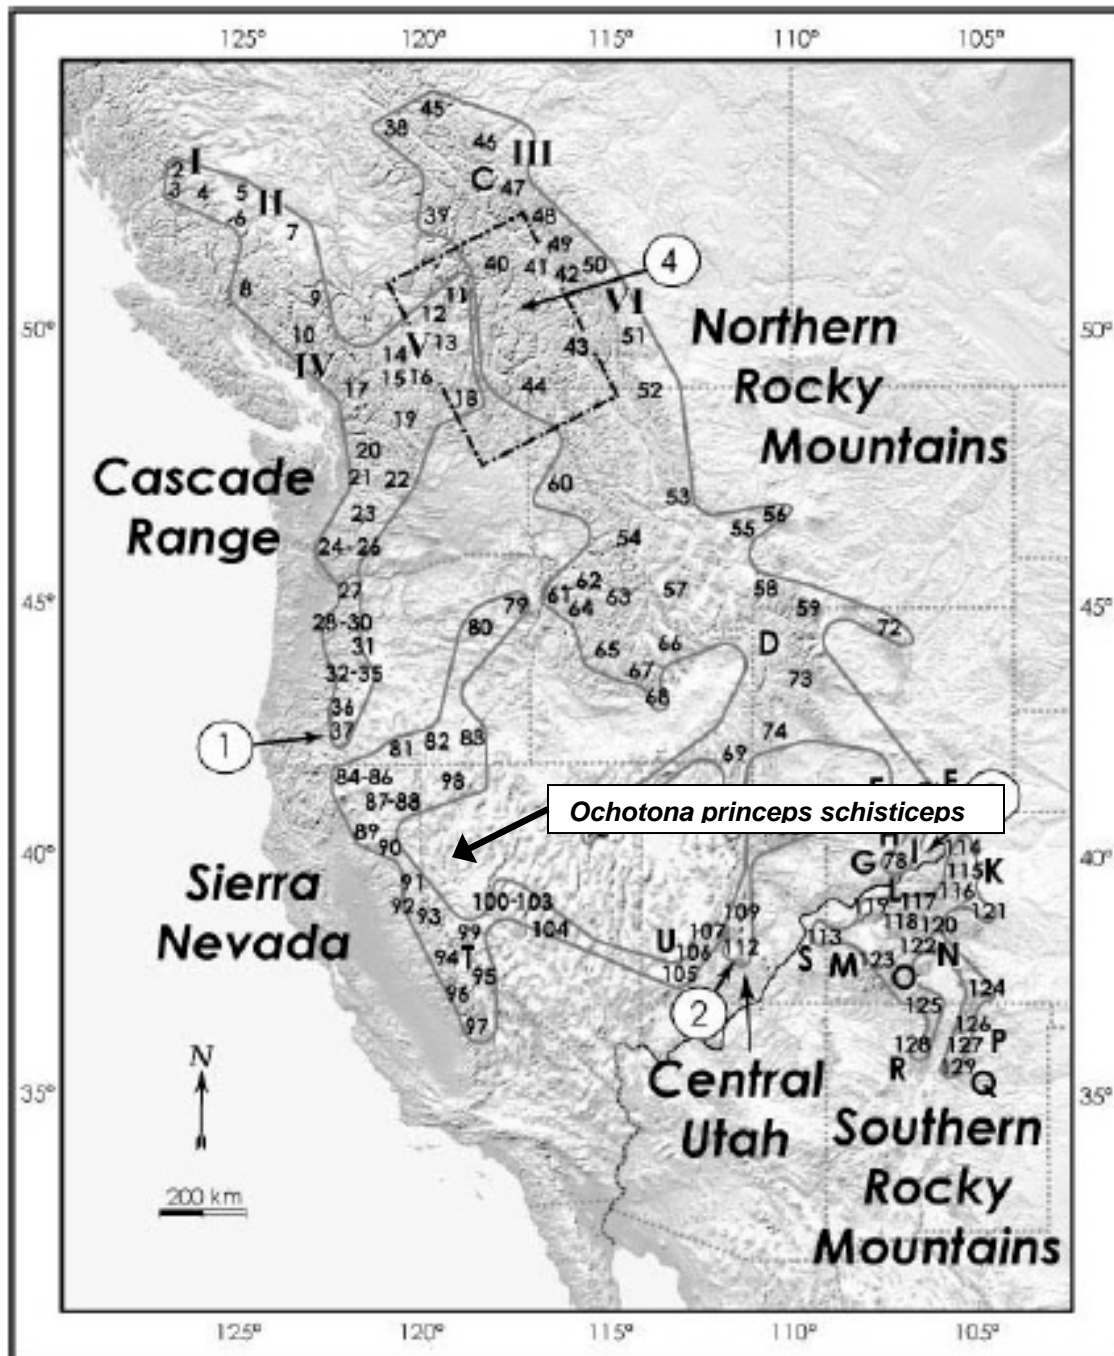 125° 120° 115° 110° 105°
45
38
46
I III
2 C
3 4 5 47
II
6 39 48
7
49
40 41 42 50 4
8 9 11 VI
12
50° 10 V 13 51 50°
14 43
IV 15 16
17 44 52
18
19
Northern
Rocky
Mountains
20
21 22
Cascade
Range
60 53
23 56
55
24-26 54
62 57 58
27 61 63
45° 79 64 59 45°
28-30 80 72
31 65 66 D
32-35 67 73
36 68
37 74
1 82 83 69
81
84-86 98
87-88
Ochotona princeps schisticeps
89
40° 90 40°
I 114
G 78 115 K
91 L 116
92 93 100-103 109 119 117
99 104 107 118 120 121
Sierra
Nevada
94 T U 106 112 113 122 N
95 105 S M 123
96 O 124
97 2 125
126
128 127 P
R 129 Q
N
35° 35°
Central
Utah
Southern
Rocky
Mountains
200 km
125° 120° 115° 110° 105°